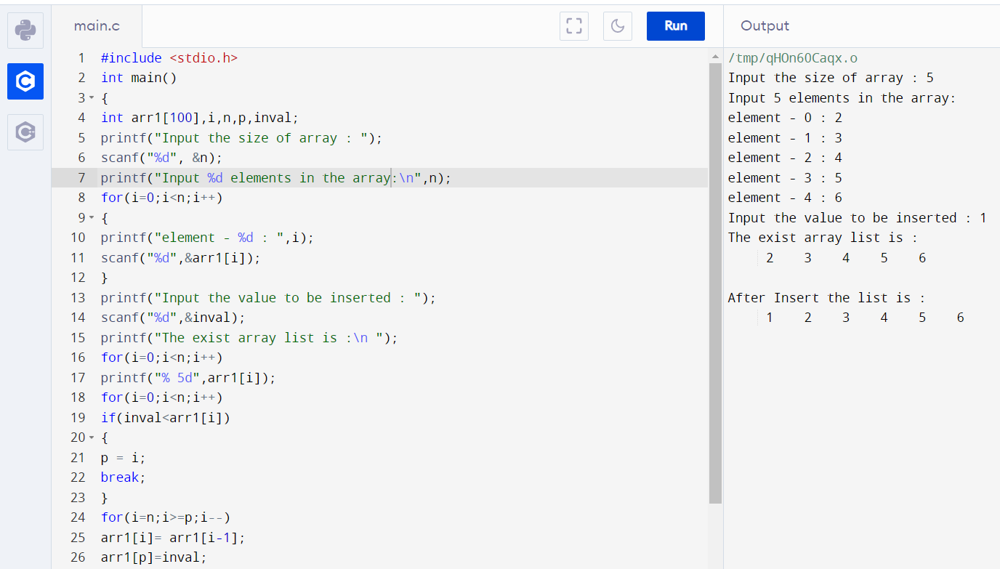 main.c
Run
1 #include <stdio.h>
2 int main()
3 {
4 int arr1[100],i,n,p,inval;
5 printf("Input the size of array : ");
6 scanf("%d", &n);
7 printf("Input %d elements in the array:\n",n);
8 for(i=0;i<n;i++)
9 {
10 printf("element - %d : ",i);
11 scanf("%d",&arr1[i]);
12 }
13 printf("Input the value to be inserted : ");
14 scanf("%d",&inval);
15 printf("The exist array list is :\n ");
16 for(i=0;i<n;i++)
17 printf("% 5d",arr1[i]);
18 for(i=0;i<n;i++)
19 if(inval<arr1[i])
20 {
21 p = i;
22 break;
23 }
24 for(i=n;i>=p;i--)
25 arr1[i]= arr1[i-1];
26 arr1[p]=inval;
Output
/tmp/qHOn6OCaqx.o
Input the size of array : 5
Input 5 elements in the array:
element - 0 : 2
element - 1 : 3
element - 2 : 4
element - 3 : 5
element - 4 : 6
Input the value to be inserted : 1
The exist array list is :
2 3 4 5 6
After Insert the list is :
1 2 3 4 5 6